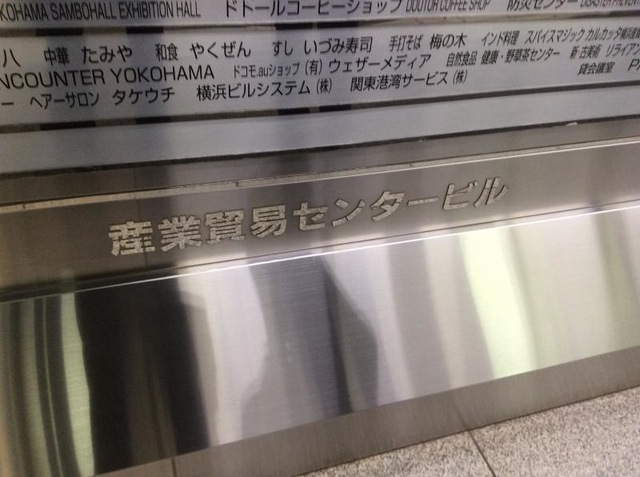 OKOHAMA SAMBOHALL EXHIBITION HALL ドトールコーヒーショップ DOUTOR COFFEE SHOP 防災センター
八 中華 たみや 和食 やくぜん すし いづみ寿司 手打そば 梅の木 インド料理 スパイスマジック カルカッタ
NCOUNTER YOKOHAMA ドコモ.auショップ (有)ウェザーメディア 自然食品 健康・野菜茶センター 新古美術 リライア
ー ヘアーサロン タケウチ 横浜ビルシステム(株) 関東港湾サービス(株) 貸会議室
産業貿易センタービル